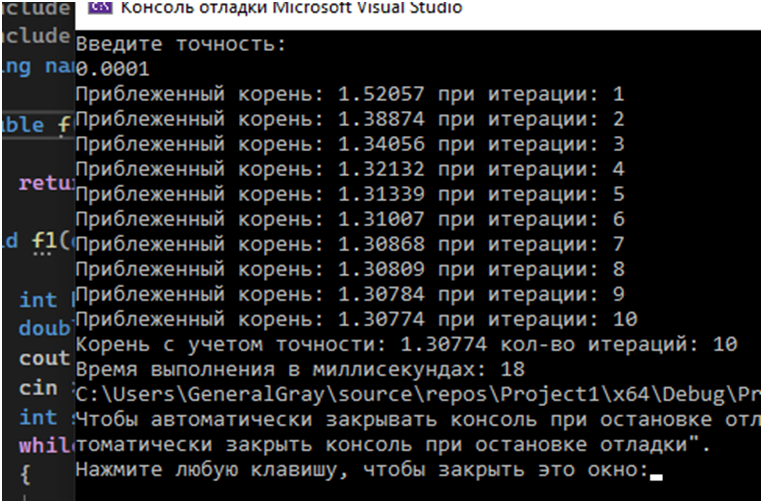 Консоль отладки Microsoft Visual Studio
Введите точность:
0.0001
Приблеженный корень: 1.52057 при итерации: 1
Приблеженный корень: 1.38874 при итерации: 2
Приблеженный корень: 1.34056 при итерации: 3
Приблеженный корень: 1.32132 при итерации: 4
Приблеженный корень: 1.31339 при итерации: 5
Приблеженный корень: 1.31007 при итерации: 6
Приблеженный корень: 1.30868 при итерации: 7
Приблеженный корень: 1.30809 при итерации: 8
Приблеженный корень: 1.30784 при итерации: 9
Приблеженный корень: 1.30774 при итерации: 10
Корень с учетом точности: 1.30774 кол-во итераций: 10
Время выполнения в миллисекундах: 18
C:\Users\GeneralGray\source\repos\Project1\x64\Debug\Pr
Чтобы автоматически закрывать консоль при остановке отл
томатически закрыть консоль при остановке отладки".
Нажмите любую клавишу, чтобы закрыть это окно:
clude
clude
ng na
ble f
retu
d f1(
int
doub
cout
cin
int
whil
{